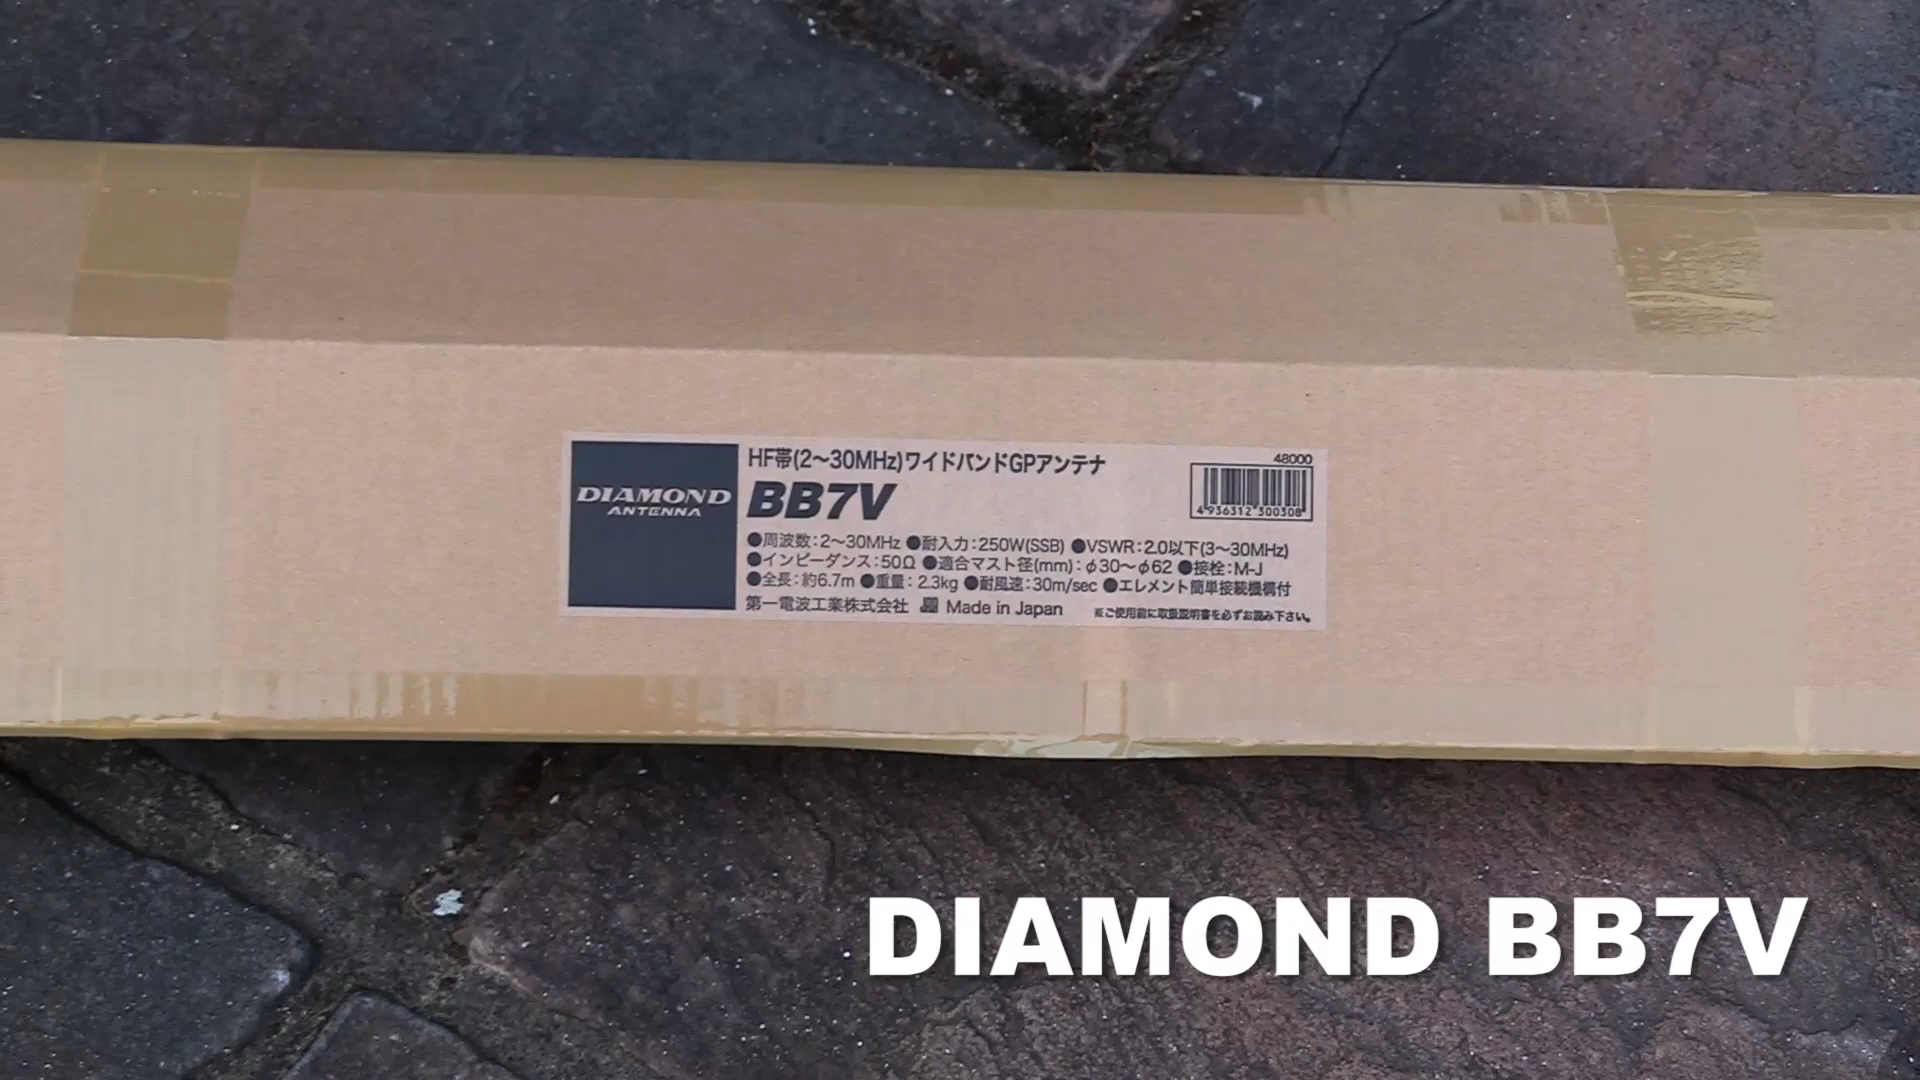 DIAMOND
ANTENNA
HF帯(2〜30MHz)ワイドバンドGPアンテナ
BB7V
48000
4 936312 300308
●周波数：2〜30MHz ●耐入力：250W(SSB) ●VSWR：2.0以下(3〜30MHz)
●インピーダンス：50Ω ●適合マスト径(mm)：φ30〜φ62 ●接栓：M-J
●全長：約6.7m ●重量：2.3kg ●耐風速：30m/sec ●エレメント簡単接続機構付
第一電波工業株式会社 Made in Japan ※ご使用前に取扱説明書を必ずお読み下さい。
DIAMOND BB7V